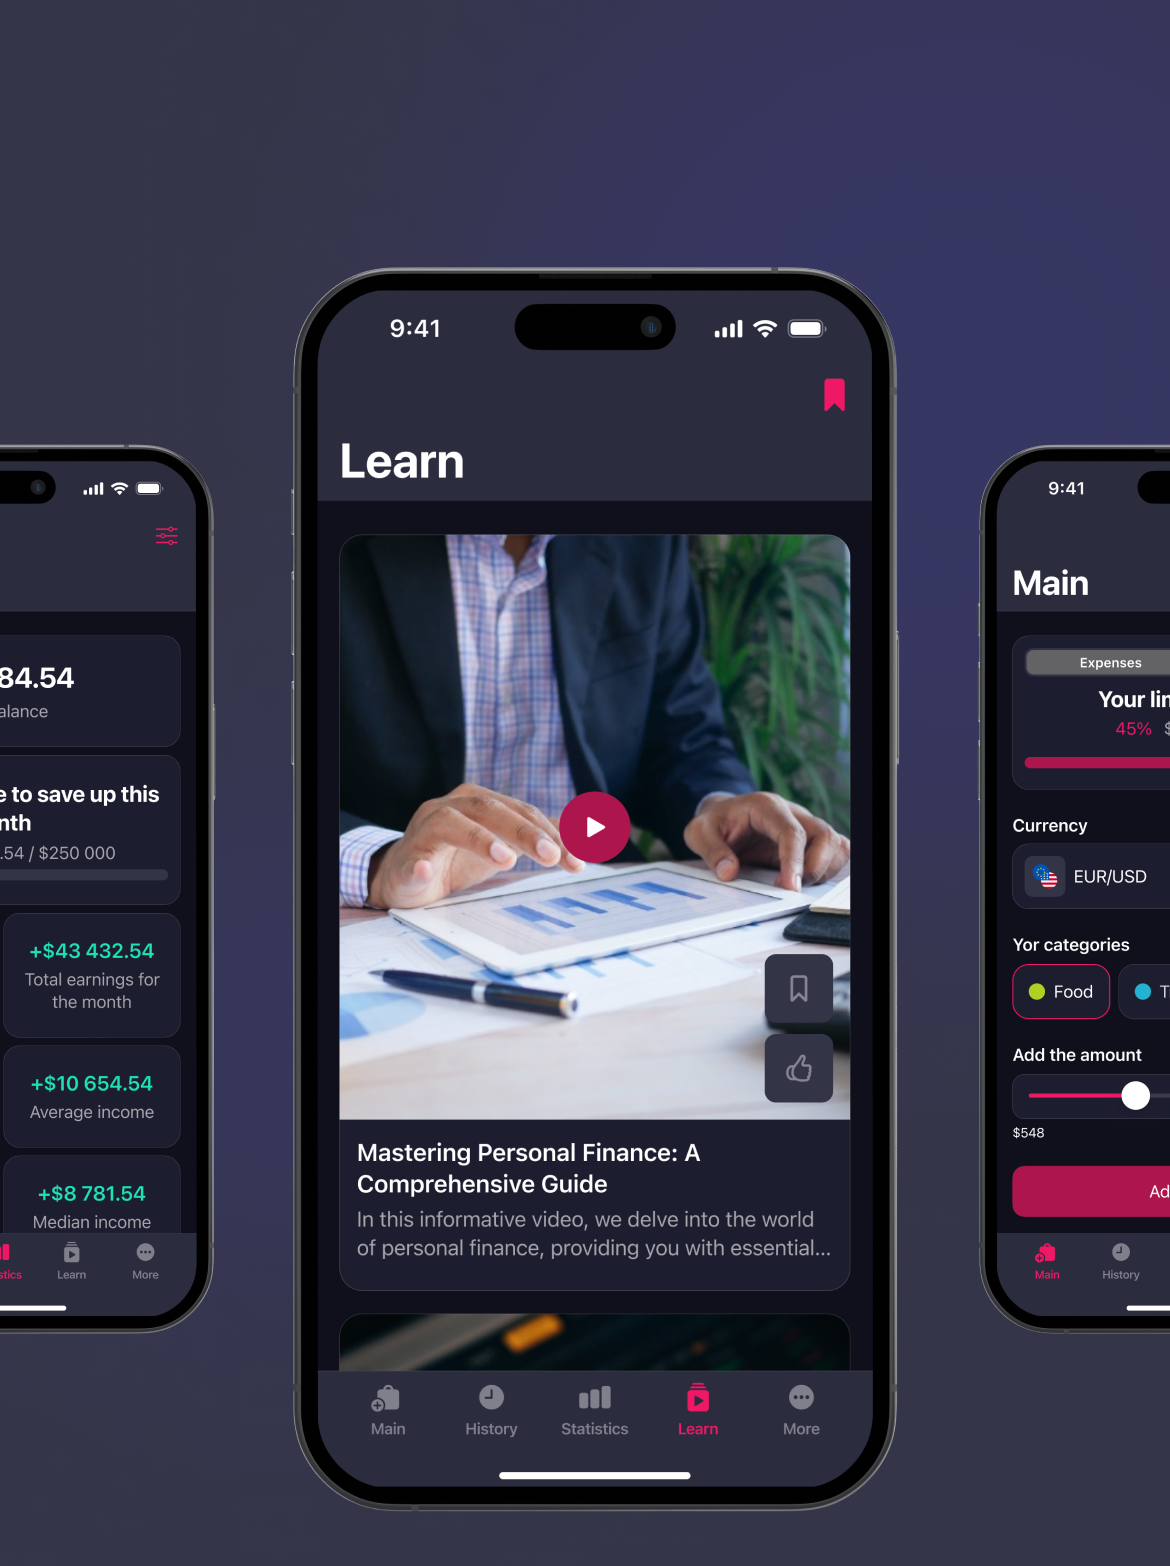 84.54
alance
e to save up this
nth
.54 / $250 000
+$43 432.54
Total earnings for
the month
+$10 654.54
Average income
+$8 781.54
Median income
stics
Learn
More
9:41
Learn
Mastering Personal Finance: A
Comprehensive Guide
In this informative video, we delve into the world
of personal finance, providing you with essential...
Main
History
Statistics
Learn
More
9:41
Main
Expenses
Your lim
45% $
Currency
EUR/USD
Yor categories
Food
T
Add the amount
$548
Ad
Main
History